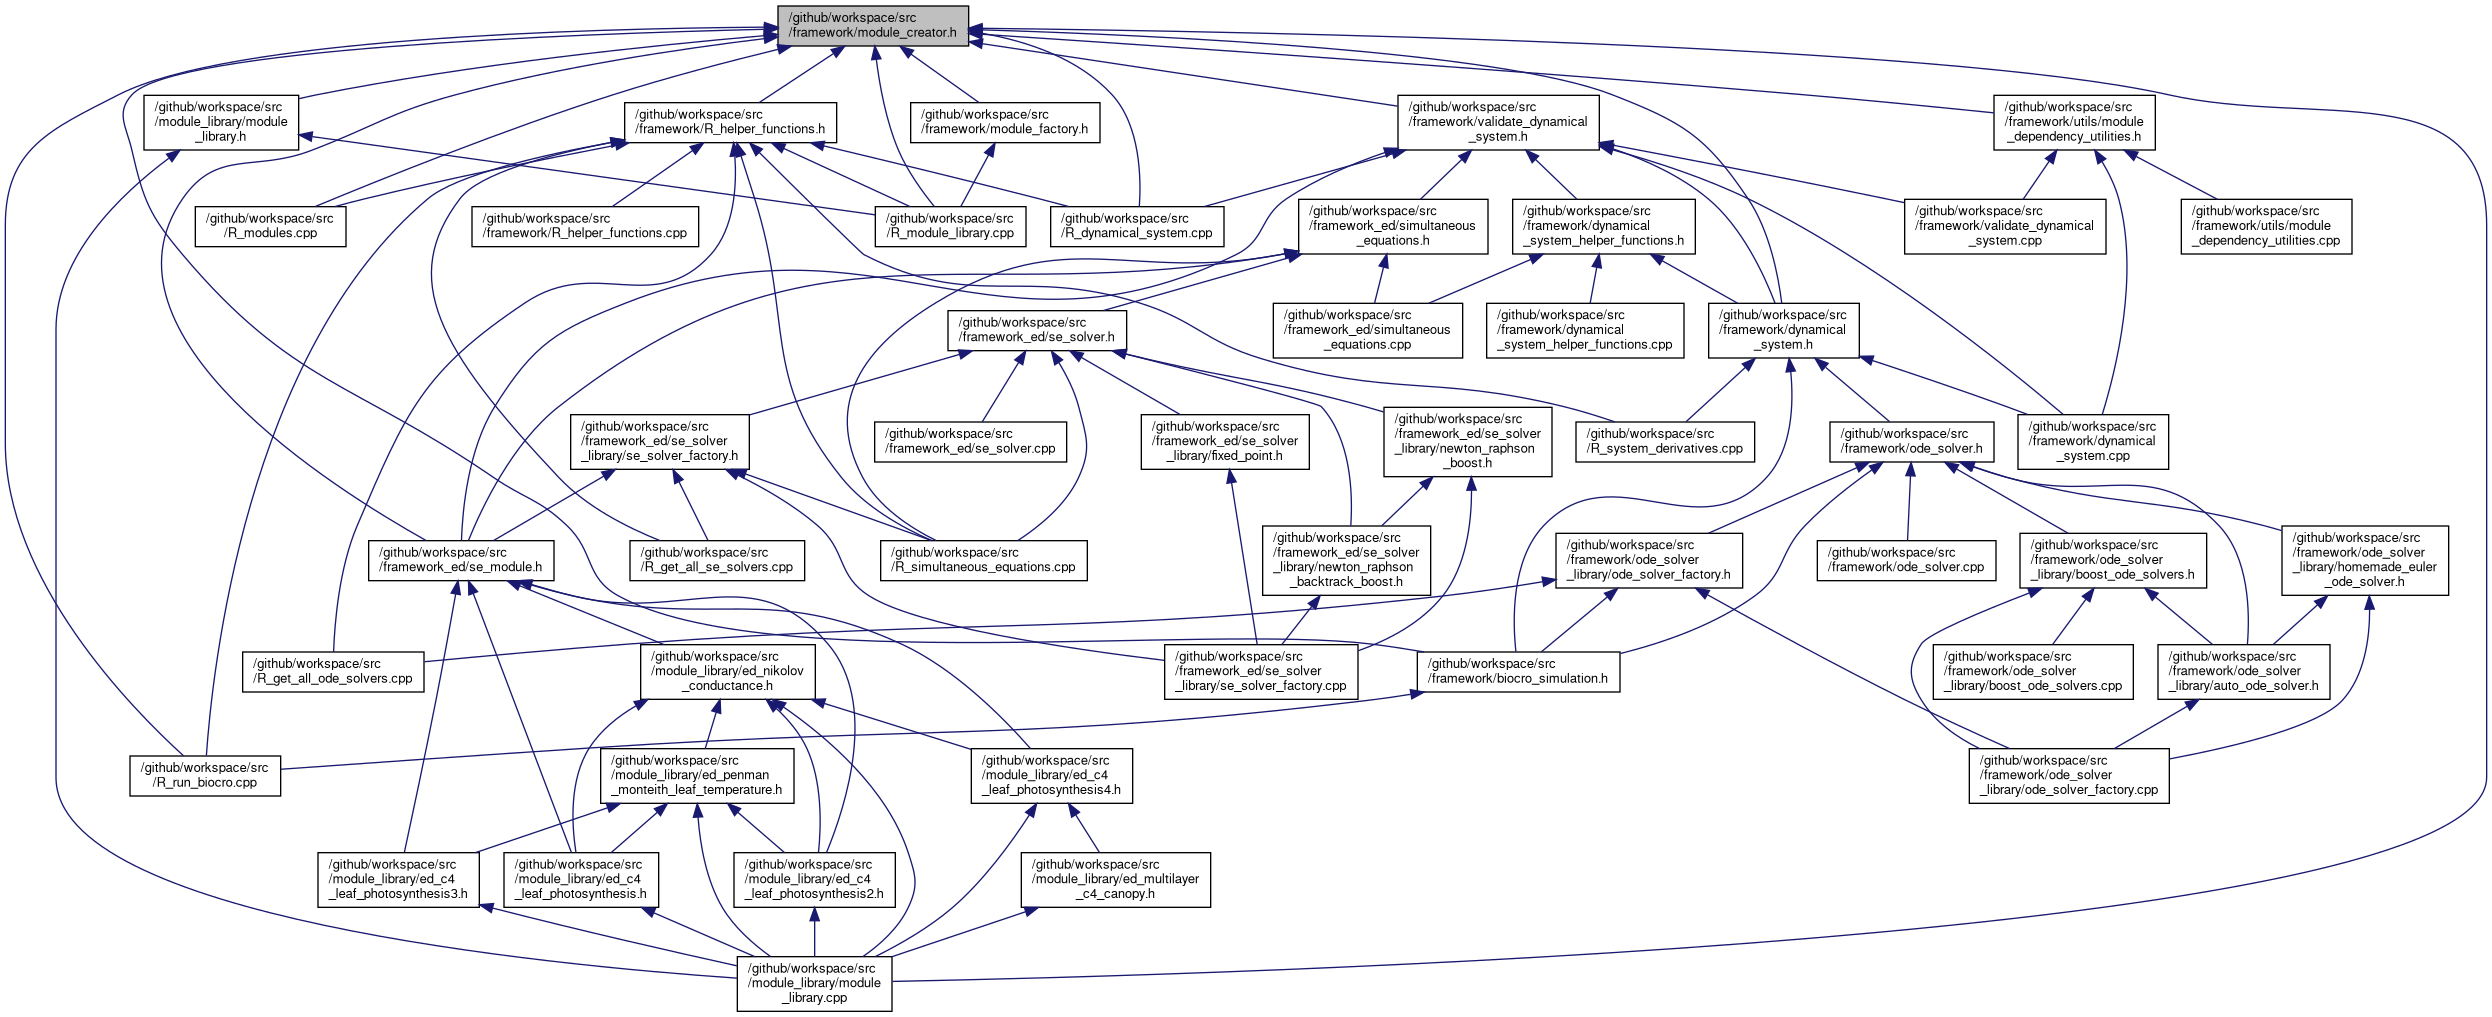 /github/workspace/src
/framework/module_creator.h
/github/workspace/src
/module_library/module
_library.h
/github/workspace/src
/framework/R_helper_functions.h
/github/workspace/src
/framework/module_factory.h
/github/workspace/src
/framework/validate_dynamical
_system.h
/github/workspace/src
/framework/utils/module
_dependency_utilities.h
/github/workspace/src
/R_modules.cpp
/github/workspace/src
/framework/R_helper_functions.cpp
/github/workspace/src
/R_module_library.cpp
/github/workspace/src
/R_dynamical_system.cpp
/github/workspace/src
/framework_ed/simultaneous
_equations.h
/github/workspace/src
/framework/dynamical
_system_helper_functions.h
/github/workspace/src
/framework/validate_dynamical
_system.cpp
/github/workspace/src
/framework/utils/module
_dependency_utilities.cpp
/github/workspace/src
/framework_ed/se_solver.h
/github/workspace/src
/framework_ed/simultaneous
_equations.cpp
/github/workspace/src
/framework/dynamical
_system_helper_functions.cpp
/github/workspace/src
/framework/dynamical
_system.h
/github/workspace/src
/framework_ed/se_solver
_library/se_solver_factory.h
/github/workspace/src
/framework_ed/se_solver.cpp
/github/workspace/src
/framework_ed/se_solver
_library/fixed_point.h
/github/workspace/src
/framework_ed/se_solver
_library/newton_raphson
_boost.h
/github/workspace/src
/R_system_derivatives.cpp
/github/workspace/src
/framework/ode_solver.h
/github/workspace/src
/framework/dynamical
_system.cpp
/github/workspace/src
/framework_ed/se_module.h
/github/workspace/src
/R_get_all_se_solvers.cpp
/github/workspace/src
/R_simultaneous_equations.cpp
/github/workspace/src
/framework_ed/se_solver
_library/newton_raphson
_backtrack_boost.h
/github/workspace/src
/framework/ode_solver
_library/ode_solver_factory.h
/github/workspace/src
/framework/ode_solver.cpp
/github/workspace/src
/framework/ode_solver
_library/boost_ode_solvers.h
/github/workspace/src
/framework/ode_solver
_library/homemade_euler
_ode_solver.h
/github/workspace/src
/R_get_all_ode_solvers.cpp
/github/workspace/src
/module_library/ed_nikolov
_conductance.h
/github/workspace/src
/framework_ed/se_solver
_library/se_solver_factory.cpp
/github/workspace/src
/framework/biocro_simulation.h
/github/workspace/src
/framework/ode_solver
_library/boost_ode_solvers.cpp
/github/workspace/src
/framework/ode_solver
_library/auto_ode_solver.h
/github/workspace/src
/R_run_biocro.cpp
/github/workspace/src
/module_library/ed_penman
_monteith_leaf_temperature.h
/github/workspace/src
/module_library/ed_c4
_leaf_photosynthesis4.h
/github/workspace/src
/framework/ode_solver
_library/ode_solver_factory.cpp
/github/workspace/src
/module_library/ed_c4
_leaf_photosynthesis3.h
/github/workspace/src
/module_library/ed_c4
_leaf_photosynthesis.h
/github/workspace/src
/module_library/ed_c4
_leaf_photosynthesis2.h
/github/workspace/src
/module_library/ed_multilayer
_c4_canopy.h
/github/workspace/src
/module_library/module
_library.cpp